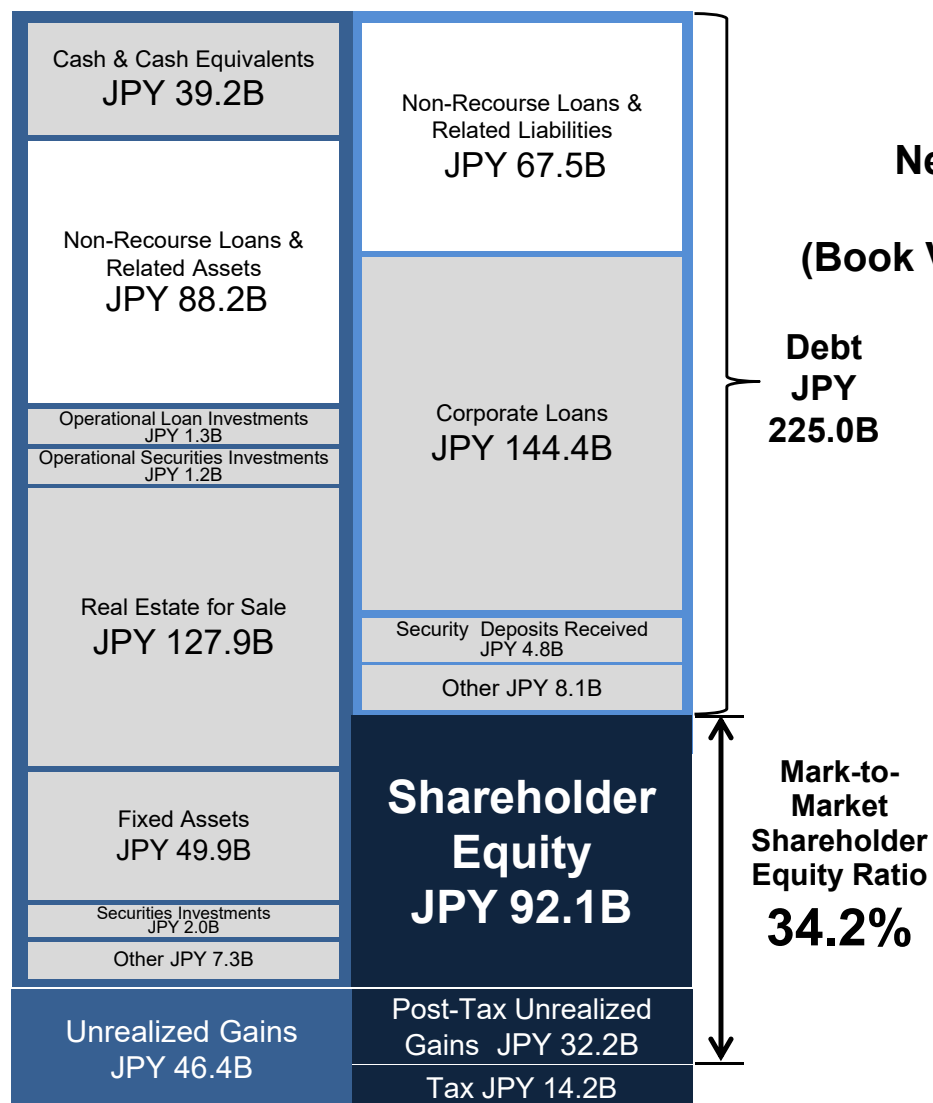 Cash & Cash Equivalents
JPY 39.2B
Non-Recourse Loans &
Related Assets
JPY 88.2B
Operational Loan Investments
JPY 1.3B
Operational Securities Investments
JPY 1.2B
Real Estate for Sale
JPY 127.9B
Fixed Assets
JPY 49.9B
Securities Investments
JPY 2.0B
Other JPY 7.3B
Unrealized Gains
JPY 46.4B
Non-Recourse Loans &
Related Liabilities
JPY 67.5B
Corporate Loans
JPY 144.4B
Security Deposits Received
JPY 4.8B
Other JPY 8.1B
Shareholder
Equity
JPY 92.1B
Post-Tax Unrealized
Gains JPY 32.2B
Tax JPY 14.2B
Ne
(Book V
Debt
JPY
225.0B
Mark-to-
Market
Shareholder
Equity Ratio
34.2%